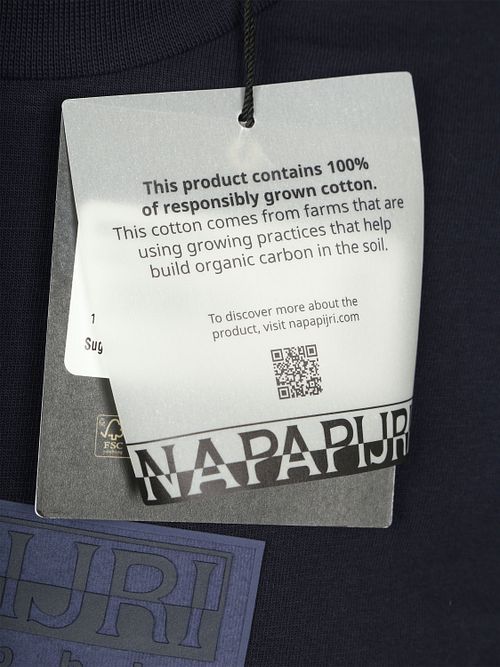 This product contains 100%
of responsibly grown cotton.
This cotton comes from farms that are
using growing practices that help
build organic carbon in the soil.
To discover more about the
product, visit napapijri.com
1
Sug
FSC
NAPAPIJRI
IJRI